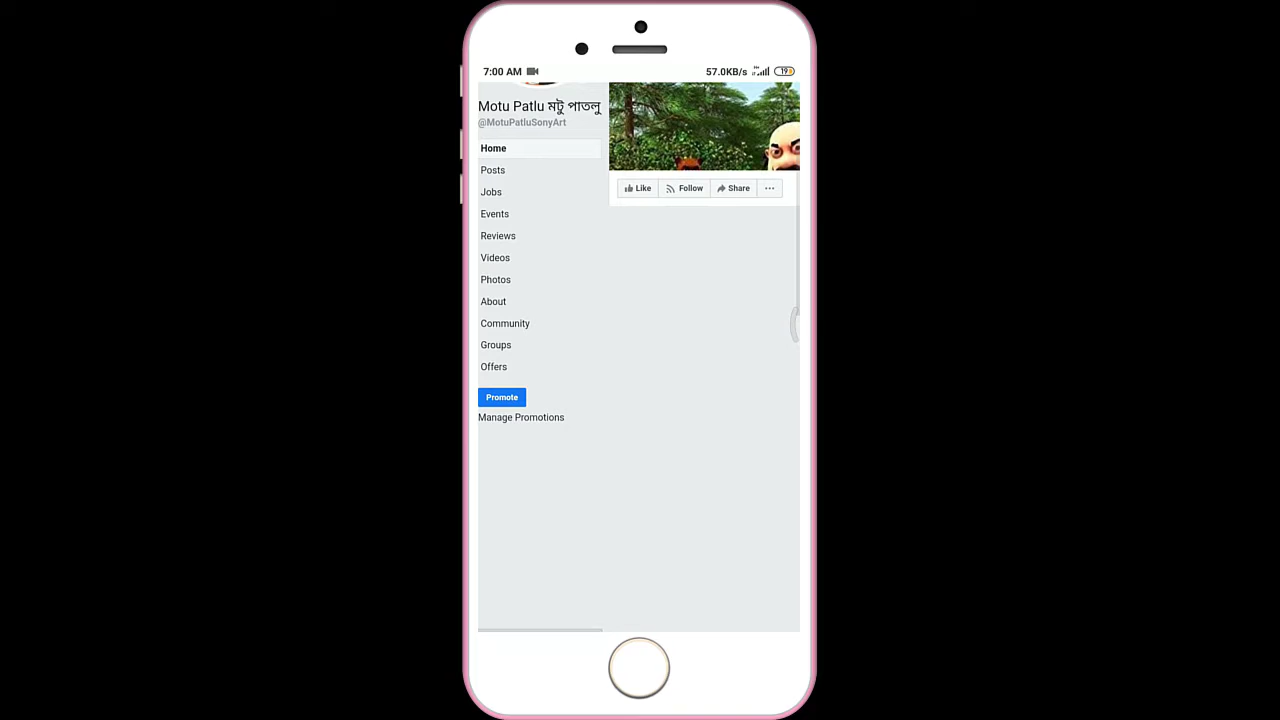 7:00 AM 57.0KB/s 19
Motu Patlu মটু পাতলু
@MotuPatluSonyArt
Home
Posts
Jobs
Events
Reviews
Videos
Photos
About
Community
Groups
Offers
Promote
Manage Promotions
Like Follow Share ...